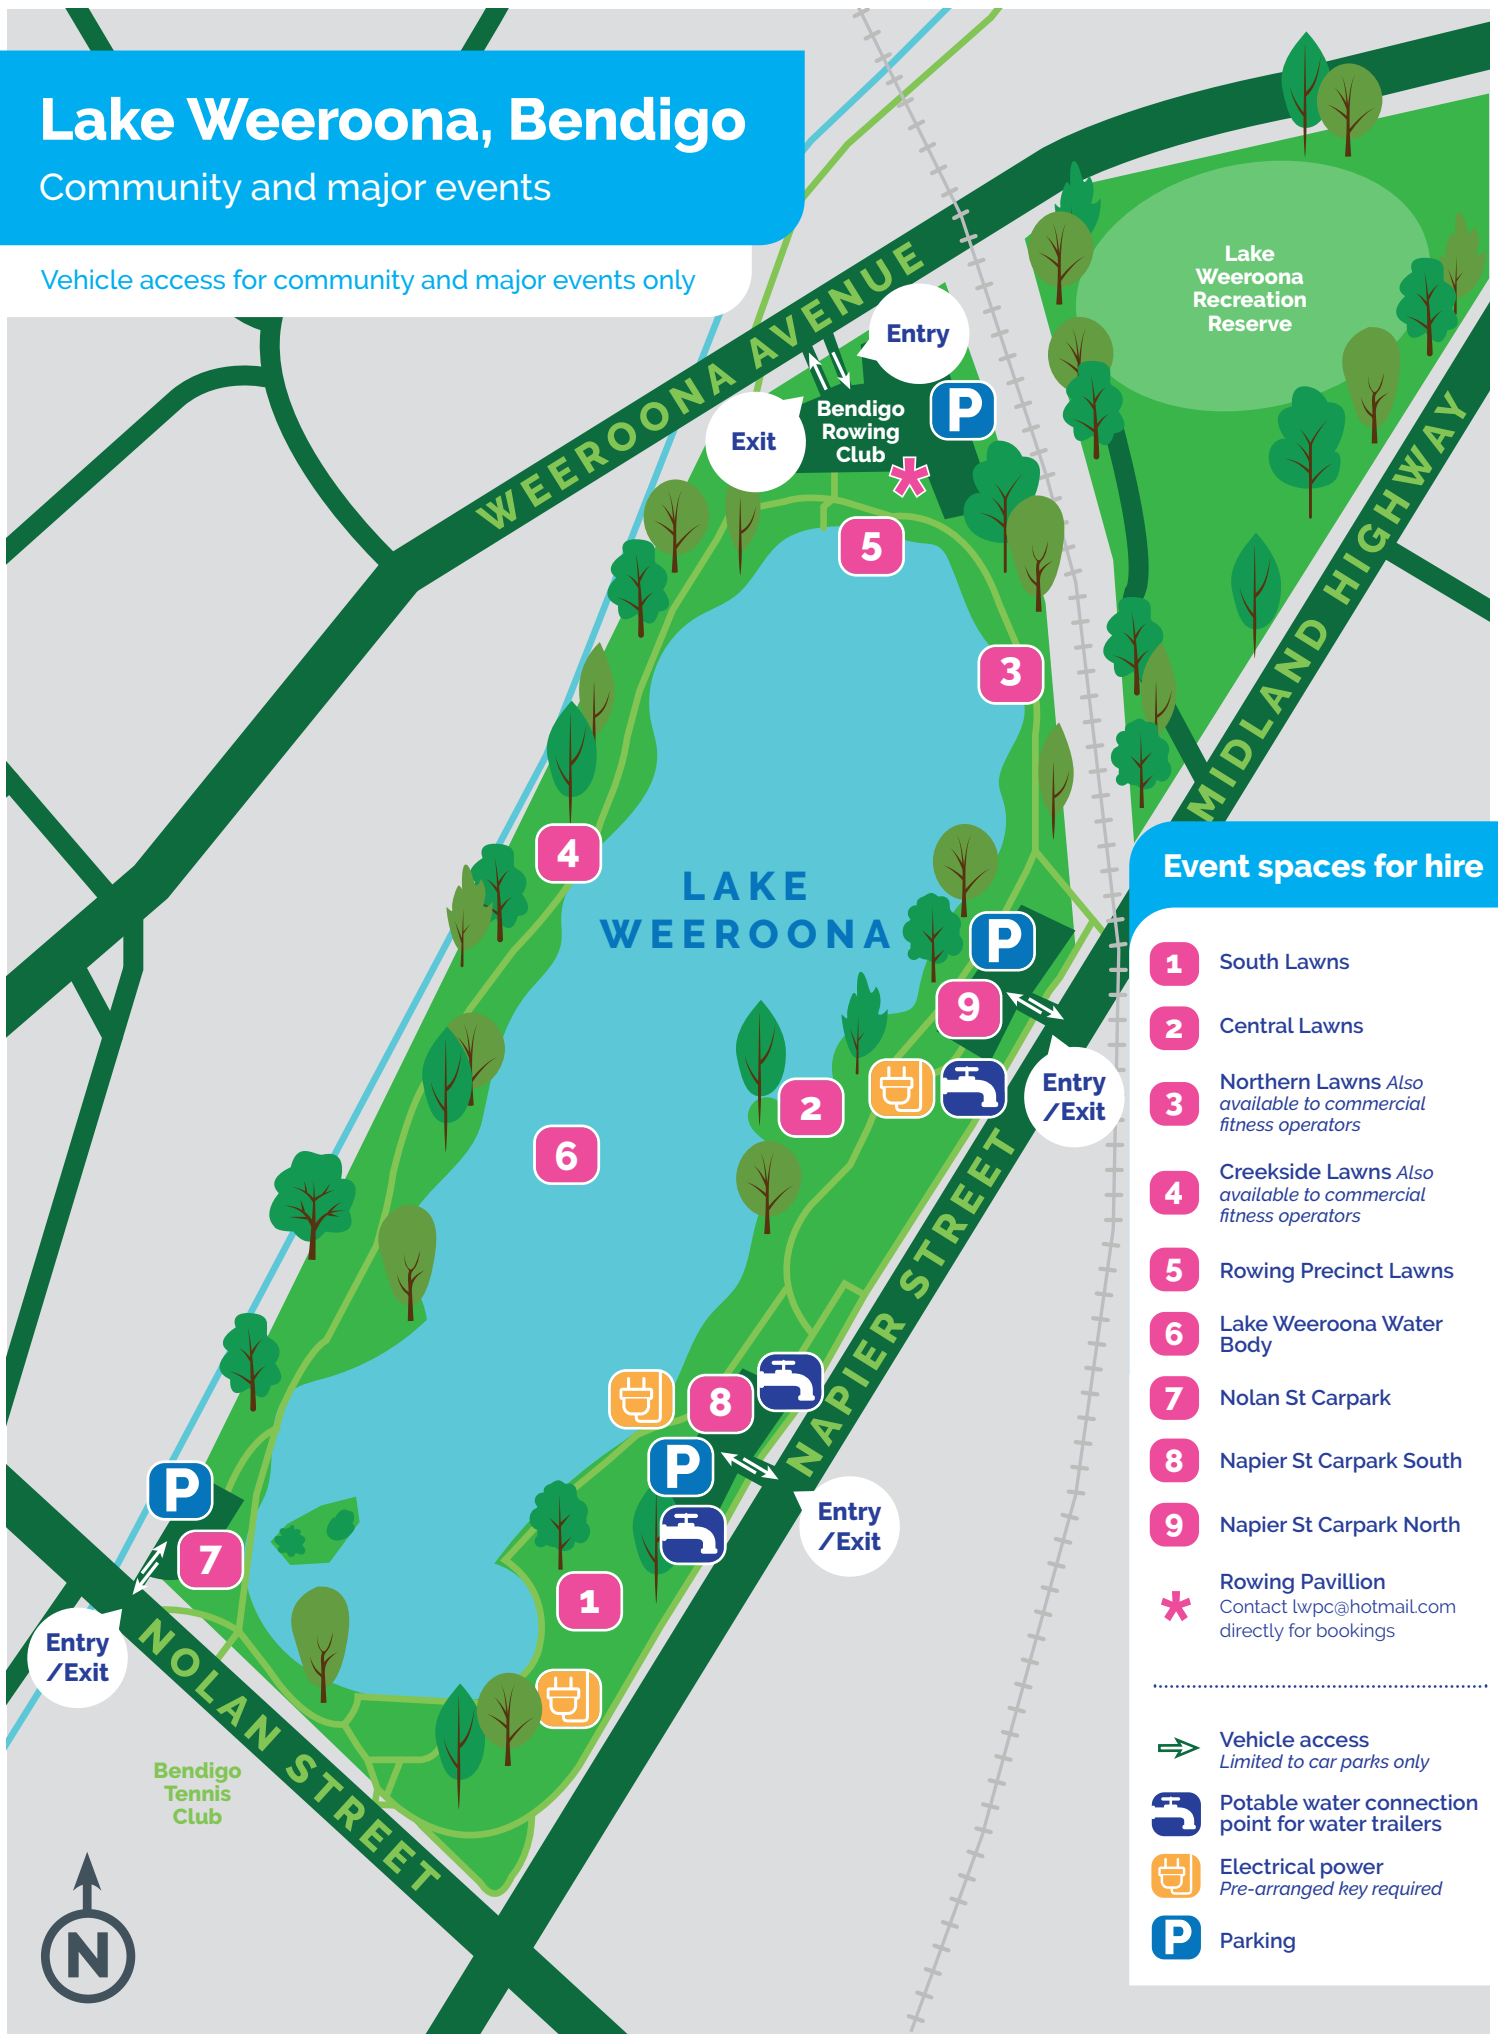 Lake Weeroona, Bendigo
Community and major events
Vehicle access for community and major events only
WEEROONA AVENUE
Entry
Exit
Bendigo
Rowing
Club
P
*
5
Lake
Weeroona
Recreation
Reserve
MIDLAND HIGHWAY
3
4
LAKE
WEEROONA
P
9
Entry
/Exit
2
6
NAPIER STREET
8
P
Entry
/Exit
P
7
1
Entry
/Exit
NOLAN STREET
Bendigo
Tennis
Club
N
Event spaces for hire
1 South Lawns
2 Central Lawns
3 Northern Lawns Also
available to commercial
fitness operators
4 Creekside Lawns Also
available to commercial
fitness operators
5 Rowing Precinct Lawns
6 Lake Weeroona Water
Body
7 Nolan St Carpark
8 Napier St Carpark South
9 Napier St Carpark North
* Rowing Pavillion
Contact lwpc@hotmail.com
directly for bookings
Vehicle access
Limited to car parks only
Potable water connection
point for water trailers
Electrical power
Pre-arranged key required
P Parking